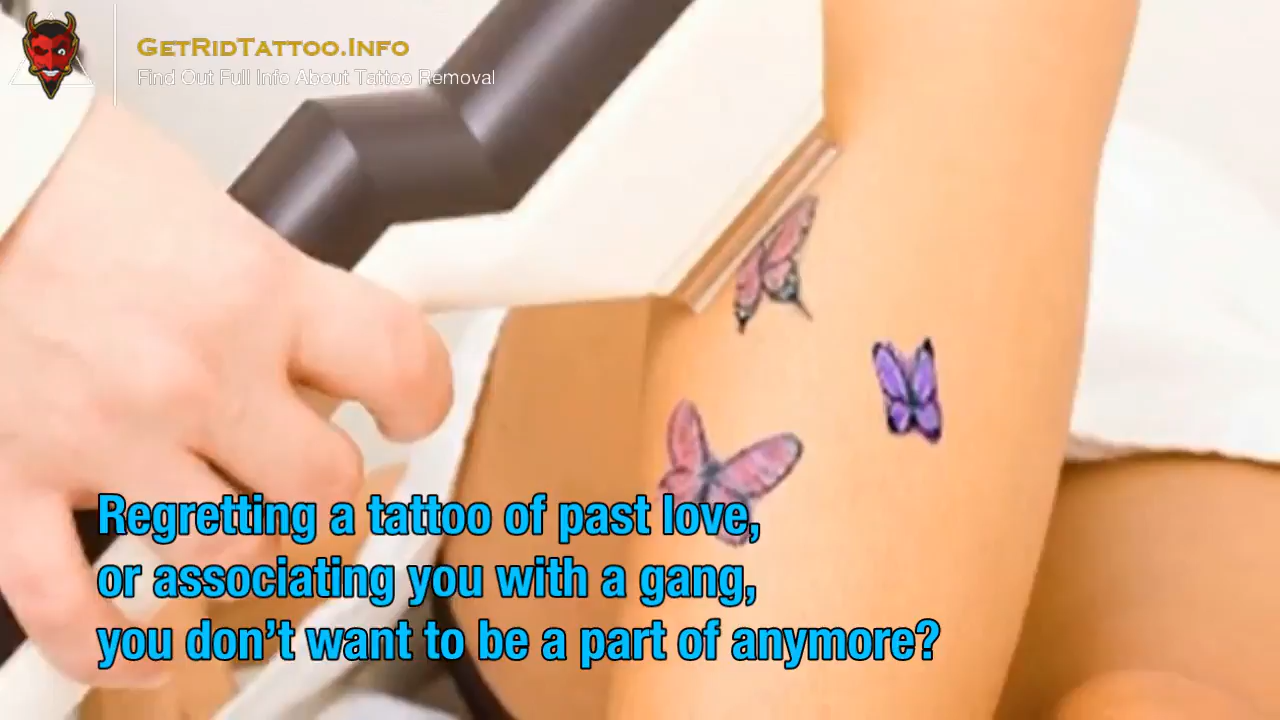 GetRidTattoo.Info
Find Out Full Info About Tattoo Removal
Regretting a tattoo of past love,
or associating you with a gang,
you don't want to be a part of anymore?